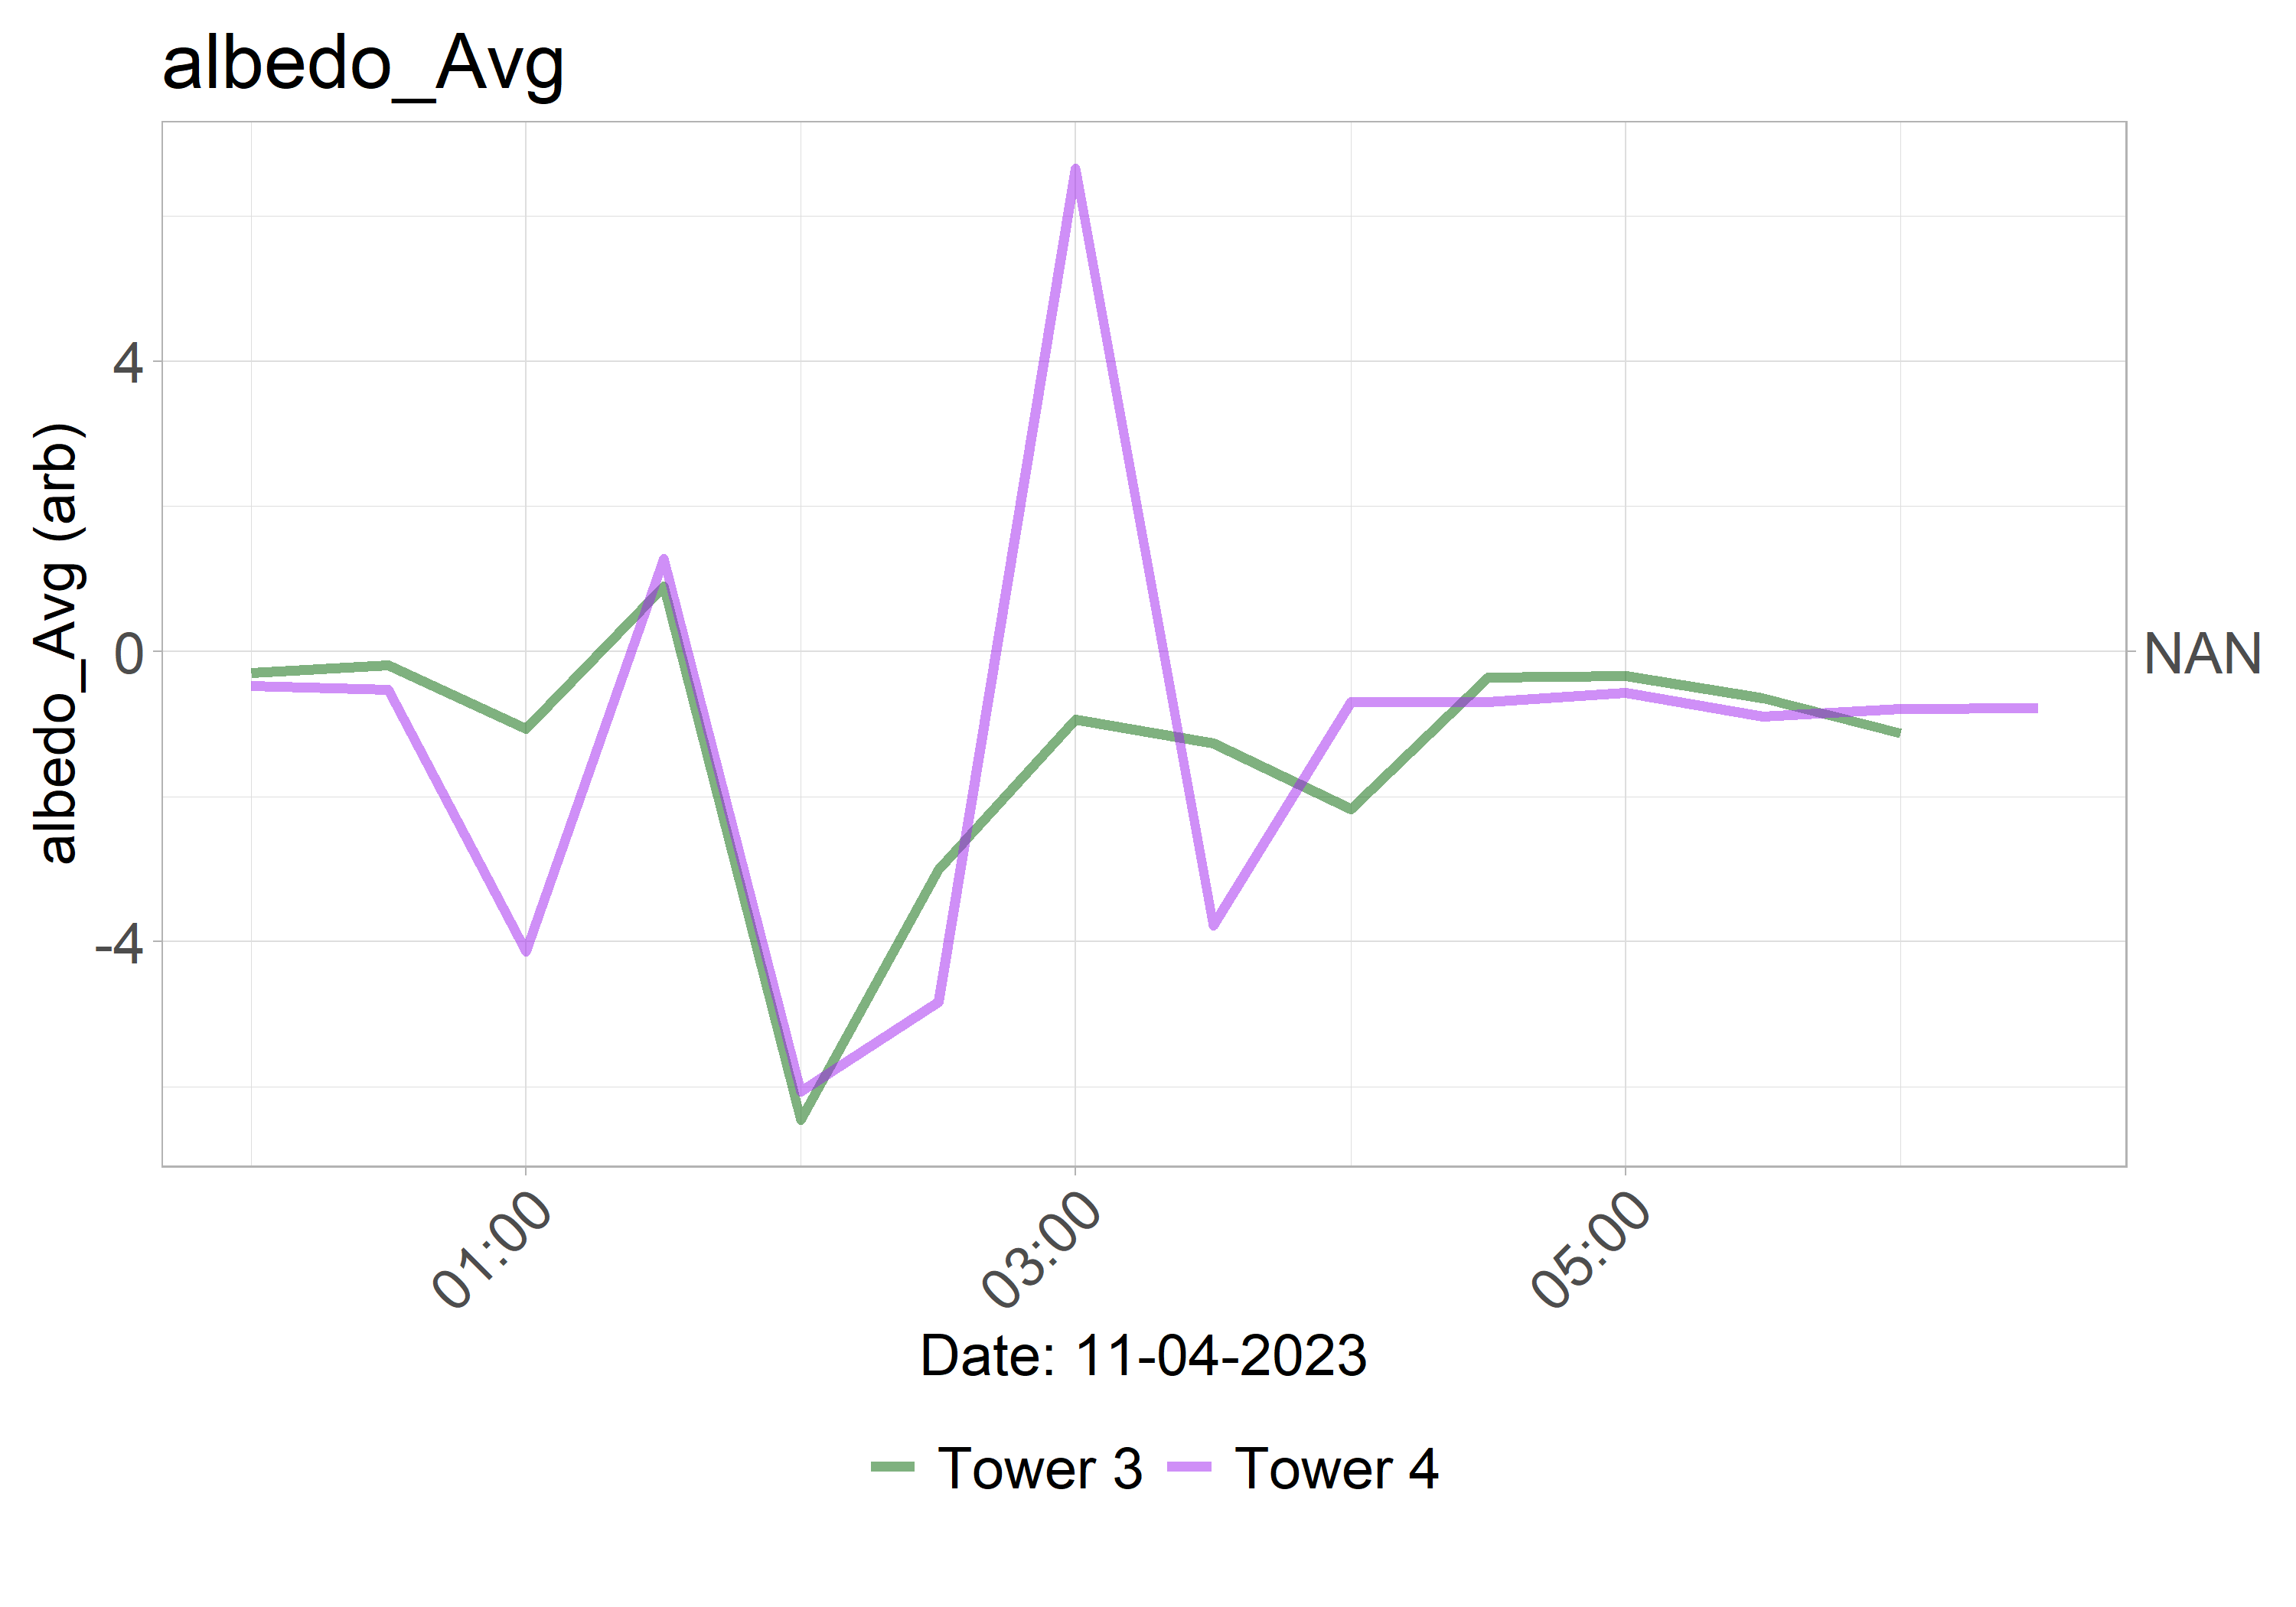 albedo_Avg
albedo_Avg (arb)
4
0
-4
NAN
01:00
03:00
05:00
Date: 11-04-2023
Tower 3
Tower 4